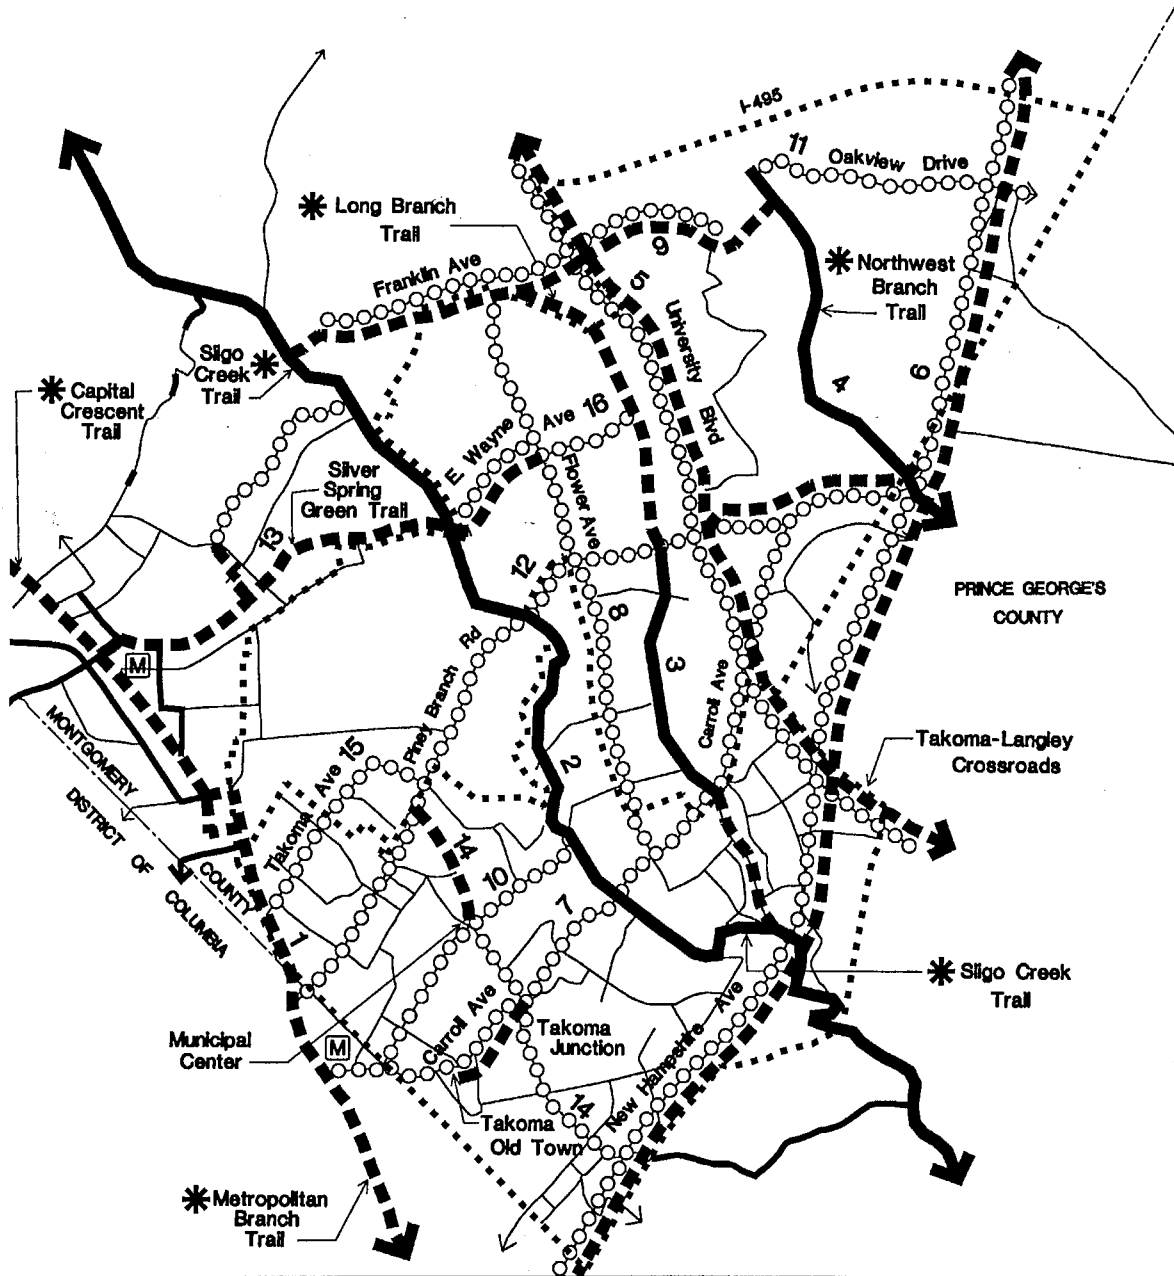 I-495
11
Oakview Drive
Long Branch
Trail
9
Franklin Ave
5
Northwest
Branch
Trail
University
Blvd
Sligo
Creek
Trail
Capital
Crescent
Trail
4
6
E Wayne Ave 16
Silver
Spring
Green Trail
Flower Ave
13
12
8
PRINCE GEORGE'S
COUNTY
M
Piney Branch Rd
3
Carroll Ave
MONTGOMERY
COUNTY
DISTRICT OF
COLUMBIA
Takoma Ave 15
2
Takoma-Langley
Crossroads
14
10
7
1
Sligo Creek
Trail
Carroll Ave
Municipal
Center
M
Takoma
Junction
New Hampshire Ave
14
Takoma
Old Town
Metropolitan
Branch
Trail